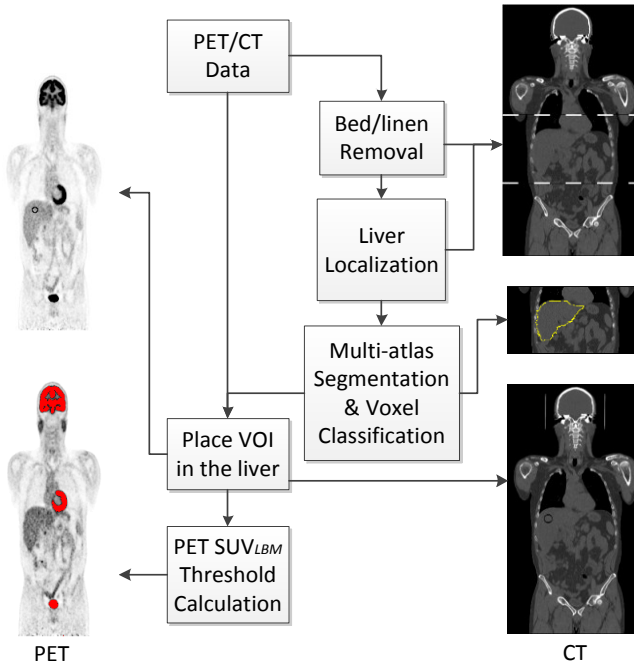 PET/CT
Data
Bed/linen
Removal
Liver
Localization
Multi-atlas
Segmentation
& Voxel
Classification
Place VOI
in the liver
PET SUVLBM
Threshold
Calculation
PET
CT